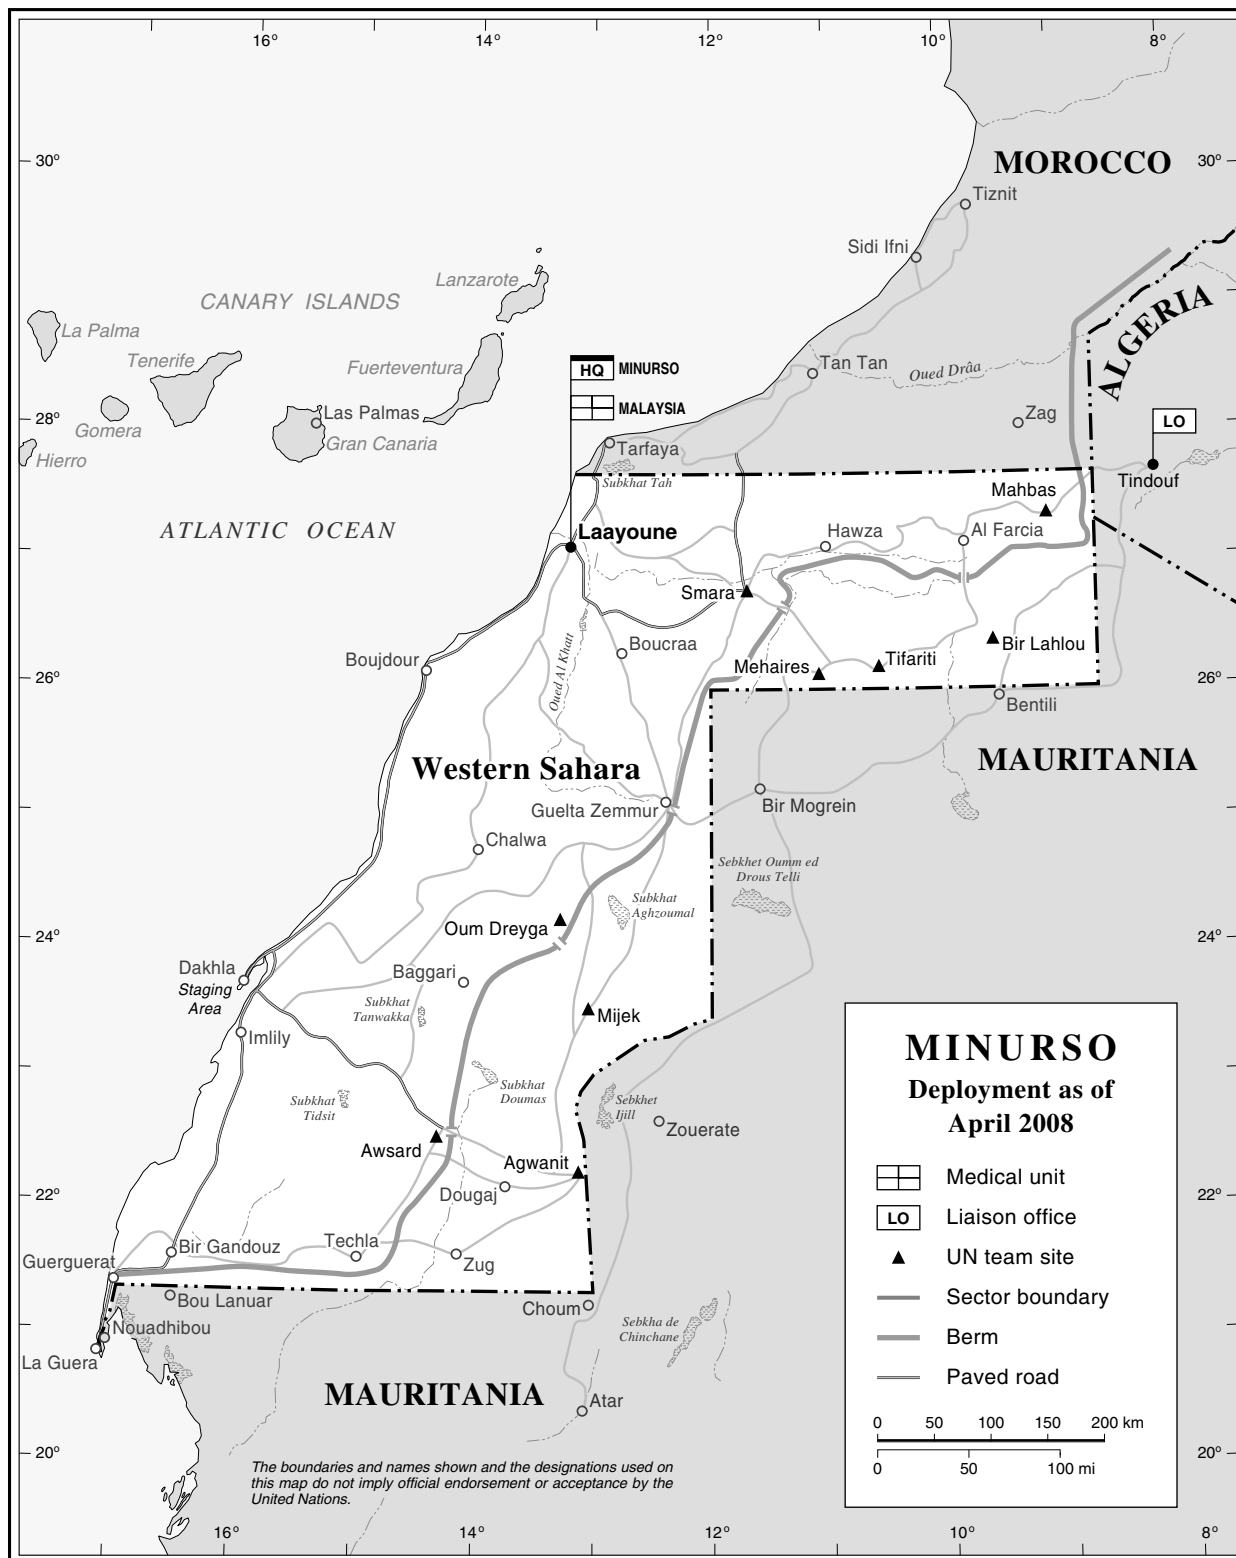 16°
14°
12°
10°
8°
30°
MOROCCO
30°
Tiznit
Sidi Ifni
Lanzarote
CANARY ISLANDS
ALGERIA
La Palma
Tenerife
Fuerteventura
HQ
MINURSO
Tan Tan
Oued Drâa
MALAYSIA
28°
Las Palmas
Zag
LO
28°
Gomera
Gran Canaria
Hierro
Tarfaya
Subkhat Tah
Tindouf
Mahbas
ATLANTIC OCEAN
Laayoune
Hawza
Al Farcia
Smara
Boucraa
Bir Lahlou
Boujdour
Oued Al Khatt
Mehaires
Tifariti
26°
26°
Bentili
Western Sahara
MAURITANIA
Guelta Zemmur
Bir Mogrein
Chalwa
Sebkhet Oumm ed
Drous Telli
Subkhat
Aghzoumal
Oum Dreyga
24°
24°
Dakhla
Staging
Area
Baggari
Subkhat
Tanwakka
Mijek
Imlily
Subkhat
Doumas
Subkhat
Tidsit
Sebkhet
Ijill
Zouerate
Awsard
Agwanit
22°
Dougaj
22°
Techla
Bir Gandouz
Zug
Guerguerat
Bou Lanuar
Choum
Nouadhibou
Sebkha de
Chinchane
La Guera
MAURITANIA
Atar
20°
20°
The boundaries and names shown and the designations used on
this map do not imply official endorsement or acceptance by the
United Nations.
MINURSO
Deployment as of
April 2008
Medical unit
LO
Liaison office
UN team site
Sector boundary
Berm
Paved road
0 50 100 150 200 km
0 50 100 mi
16°
14°
12°
10°
8°